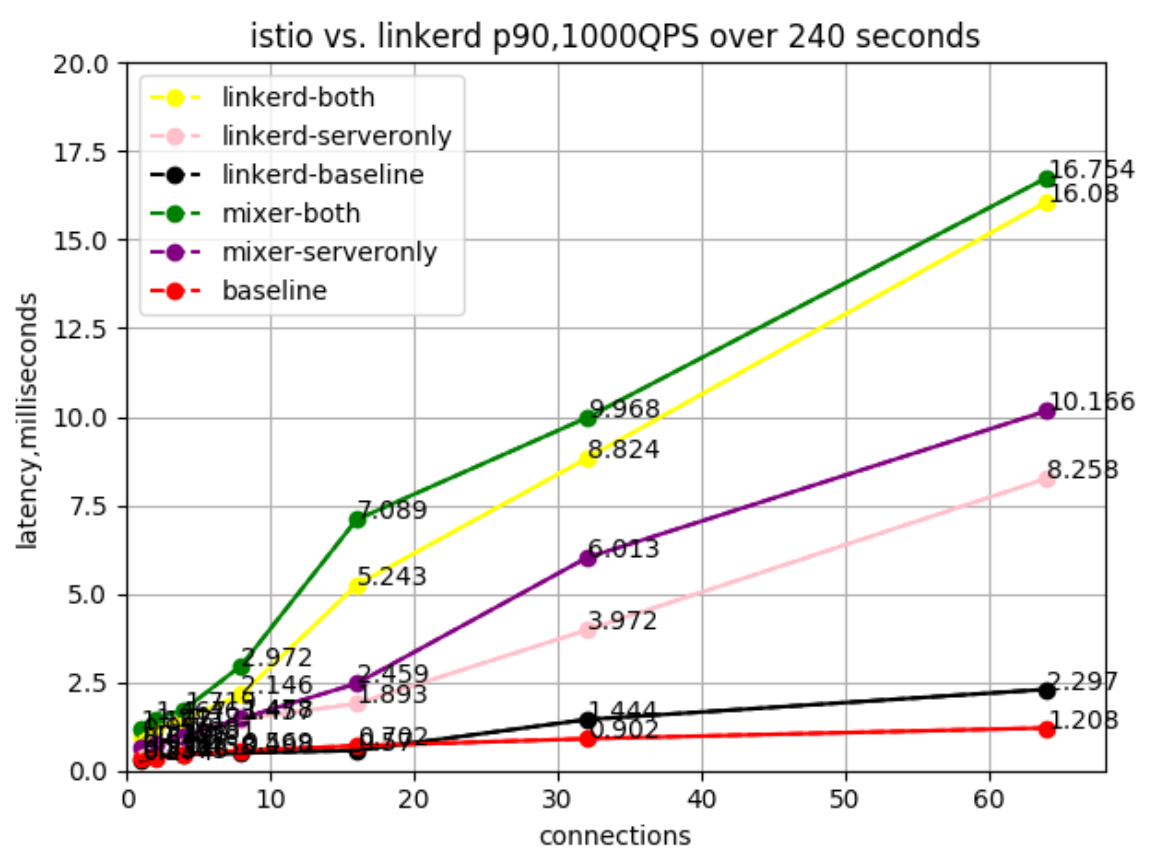 istio vs. linkerd p90,1000QPS over 240 seconds
20.0
17.5
15.0
12.5
10.0
7.5
5.0
2.5
0.0
latency,milliseconds
linkerd-both
linkerd-serveronly
linkerd-baseline
mixer-both
mixer-serveronly
baseline
16.754
16.08
10.166
9.968
8.824
8.258
7.089
6.013
5.243
3.972
2.972
2.459
2.146
1.893
2.297
1.444
1.208
0.902
0.702
0 10 20 30 40 50 60
connections